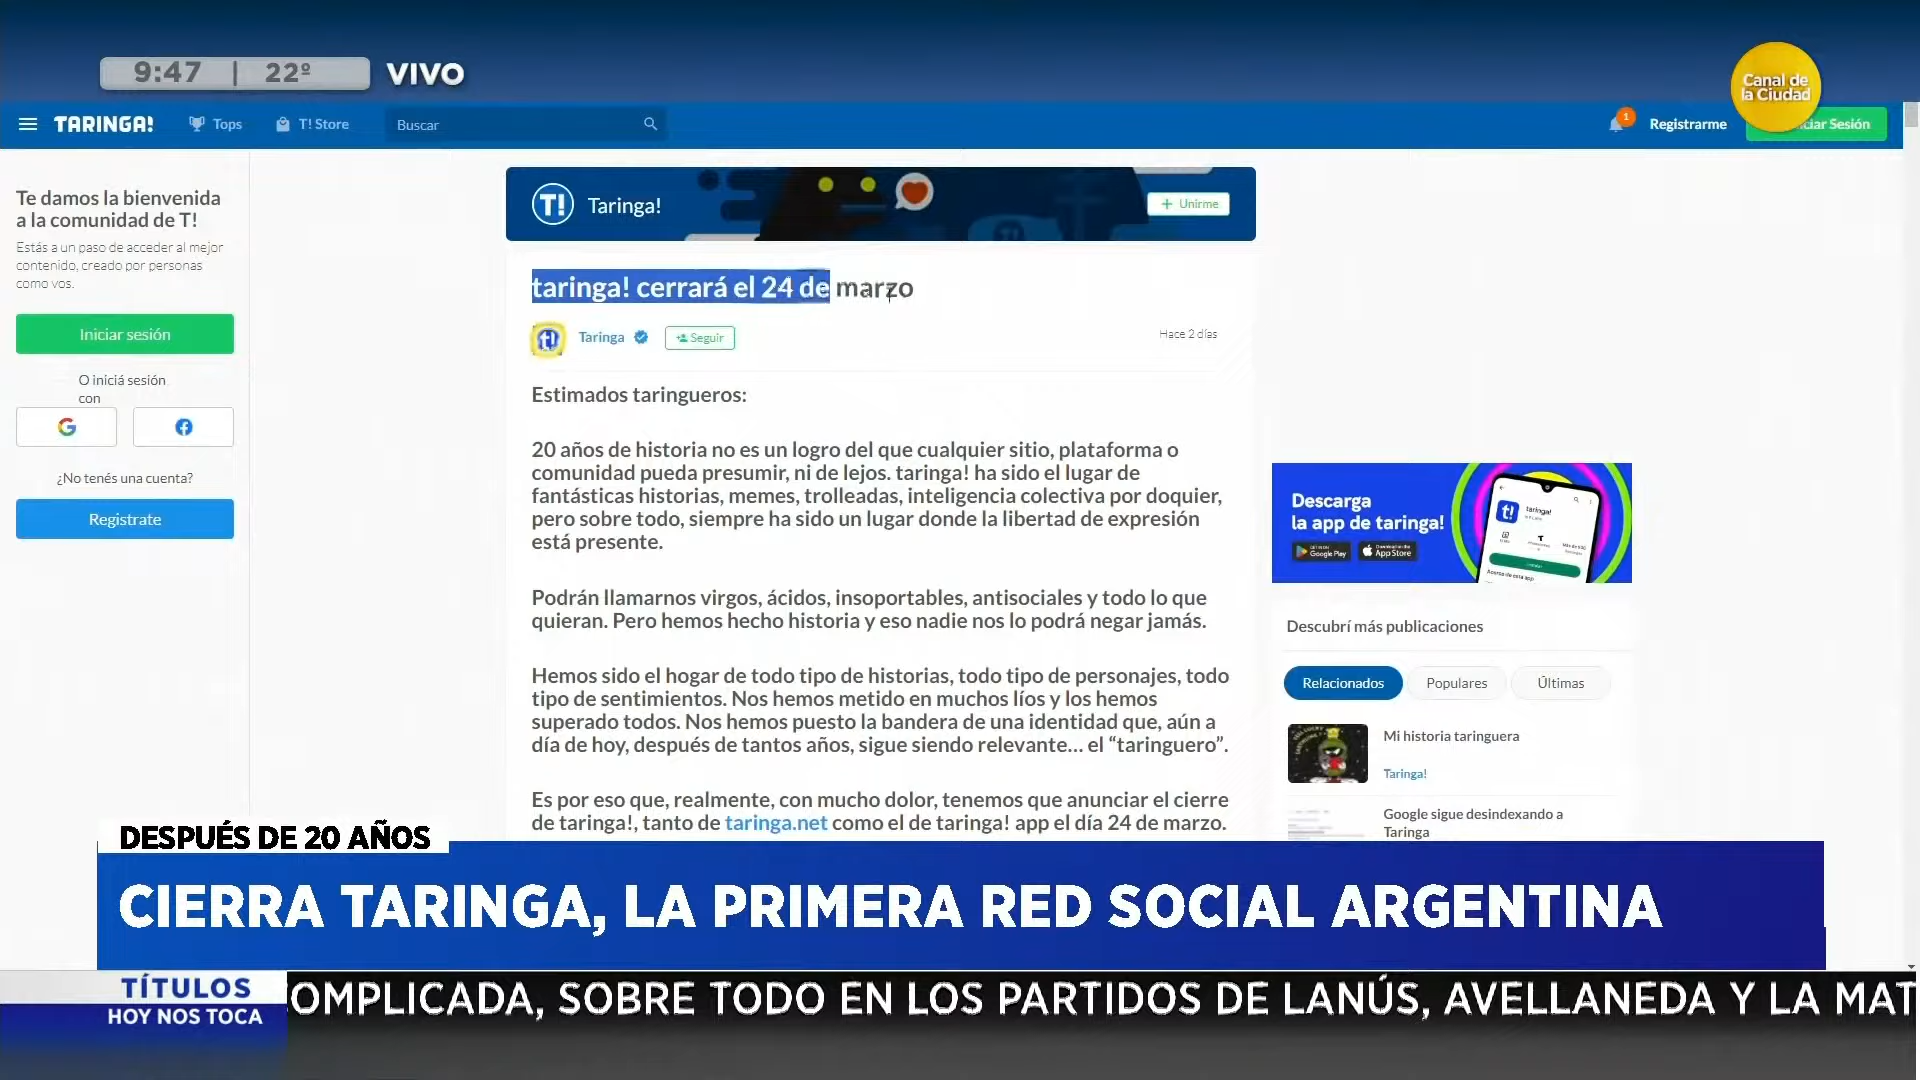 9:47 | 22º
VIVO
Canal de
la Ciudad
TARINGA!
Tops
T! Store
Buscar
1
Registrarme
ciar Sesión
Te damos la bienvenida
a la comunidad de T!
Estás a un paso de acceder al mejor
contenido, creado por personas
como vos.
Iniciar sesión
O iniciá sesión
con
¿No tenés una cuenta?
Registrate
T!
Taringa!
+ Unirme
taringa! cerrará el 24 de marzo
t!
Taringa
Seguir
Hace 2 días
Estimados taringueros:
20 años de historia no es un logro del que cualquier sitio, plataforma o
comunidad pueda presumir, ni de lejos. taringa! ha sido el lugar de
fantásticas historias, memes, trolleadas, inteligencia colectiva por doquier,
pero sobre todo, siempre ha sido un lugar donde la libertad de expresión
está presente.
Podrán llamarnos virgos, ácidos, insoportables, antisociales y todo lo que
quieran. Pero hemos hecho historia y eso nadie nos lo podrá negar jamás.
Hemos sido el hogar de todo tipo de historias, todo tipo de personajes, todo
tipo de sentimientos. Nos hemos metido en muchos líos y los hemos
superado todos. Nos hemos puesto la bandera de una identidad que, aún a
día de hoy, después de tantos años, sigue siendo relevante... el “taringuero”.
Es por eso que, realmente, con mucho dolor, tenemos que anunciar el cierre
de taringa!, tanto de taringa.net como el de taringa! app el día 24 de marzo.
Descarga
la app de taringa!
Google Play
App Store
t!
taringa!
Descubrí más publicaciones
Relacionados
Populares
Últimas
Mi historia taringuera
Taringa!
Google sigue desindexando a
Taringa
DESPUÉS DE 20 AÑOS
CIERRA TARINGA, LA PRIMERA RED SOCIAL ARGENTINA
TÍTULOS
HOY NOS TOCA
OMPLICADA, SOBRE TODO EN LOS PARTIDOS DE LANÚS, AVELLANEDA Y LA MAT